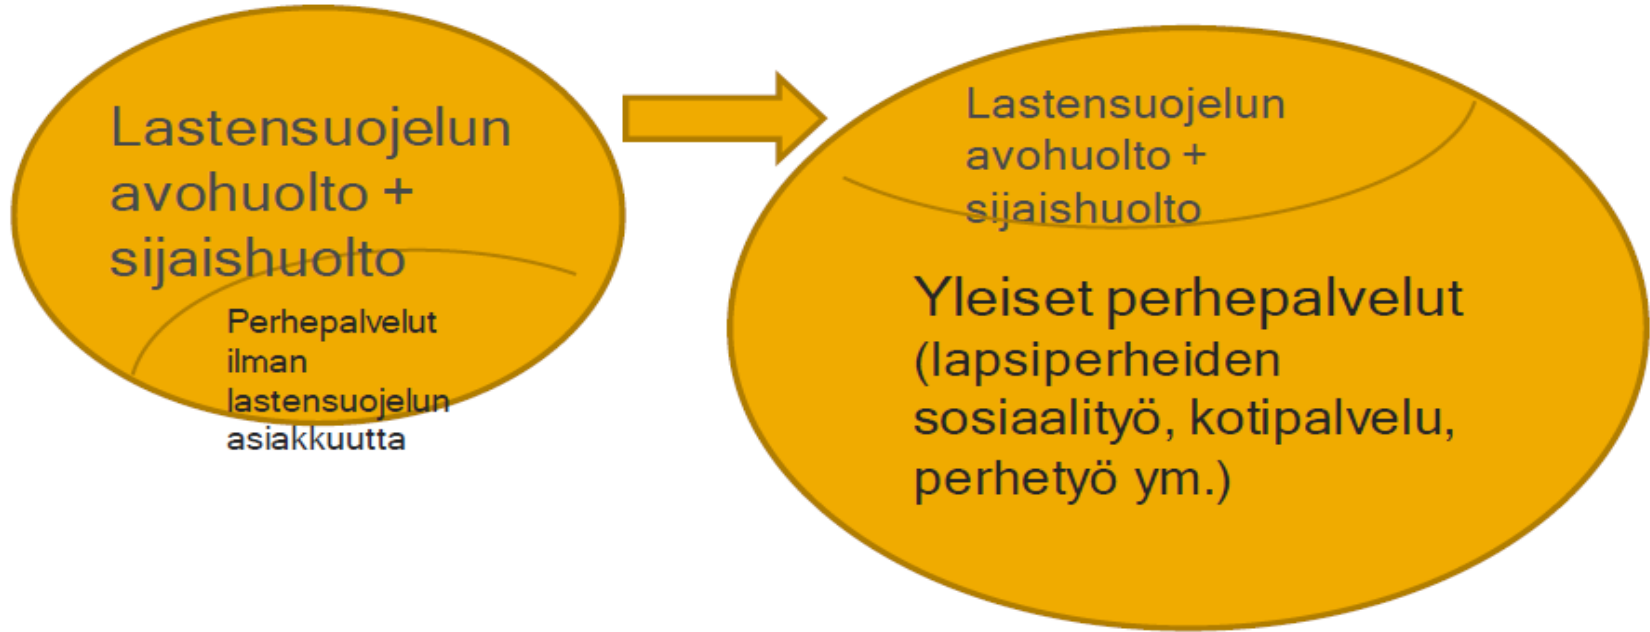 Lastensuojelun
avohuolto +
sijaishuolto
Perhepalvelut
ilman
lastensuojelun
asiakkuutta
Lastensuojelun
avohuolto +
sijaishuolto
Yleiset perhepalvelut
(lapsiperheiden
sosiaalityö, kotipalvelu,
perhetyö ym.)